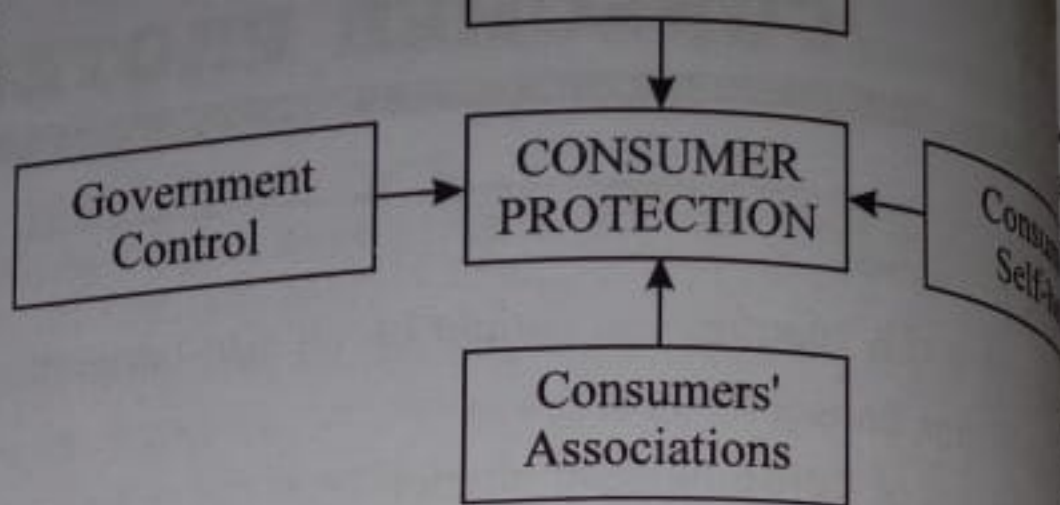 Government
Control
CONSUMER
PROTECTION
Consumers'
Associations